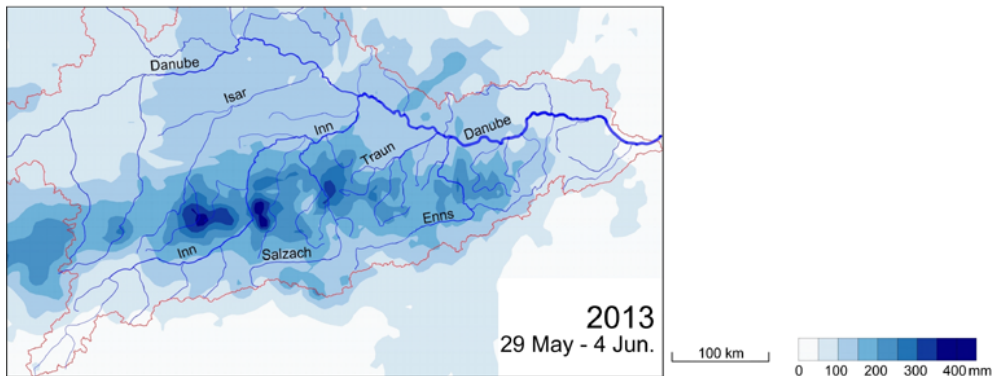 Danube
Isar
Inn
Danube
Traun
Enns
Inn
Salzach
2013
29 May - 4 Jun.
100 km
0 100 200 300 400 mm